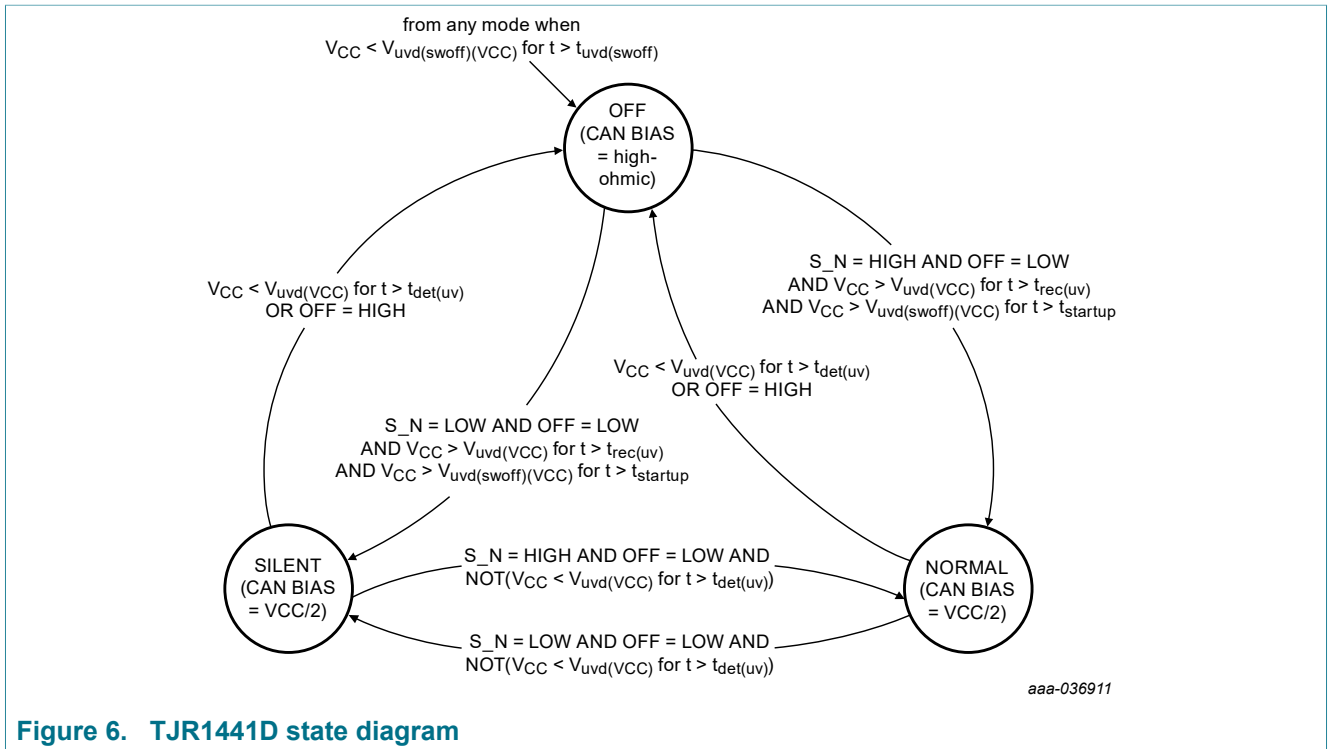 from any mode when
VCC < Vuvd(swoff)(VCC) for t > tuvd(swoff)
OFF
(CAN BIAS
= high-
ohmic)
S_N = HIGH AND OFF = LOW
AND VCC > Vuvd(VCC) for t > trec(uv)
AND VCC > Vuvd(swoff)(VCC) for t > tstartup
VCC < Vuvd(VCC) for t > tdet(uv)
OR OFF = HIGH
VCC < Vuvd(VCC) for t > tdet(uv)
OR OFF = HIGH
S_N = LOW AND OFF = LOW
AND VCC > Vuvd(VCC) for t > trec(uv)
AND VCC > Vuvd(swoff)(VCC) for t > tstartup
SILENT
(CAN BIAS
= VCC/2)
S_N = HIGH AND OFF = LOW AND
NOT(VCC < Vuvd(VCC) for t > tdet(uv))
NORMAL
(CAN BIAS
= VCC/2)
S_N = LOW AND OFF = LOW AND
NOT(VCC < Vuvd(VCC) for t > tdet(uv))
aaa-036911
Figure 6. TJR1441D state diagram